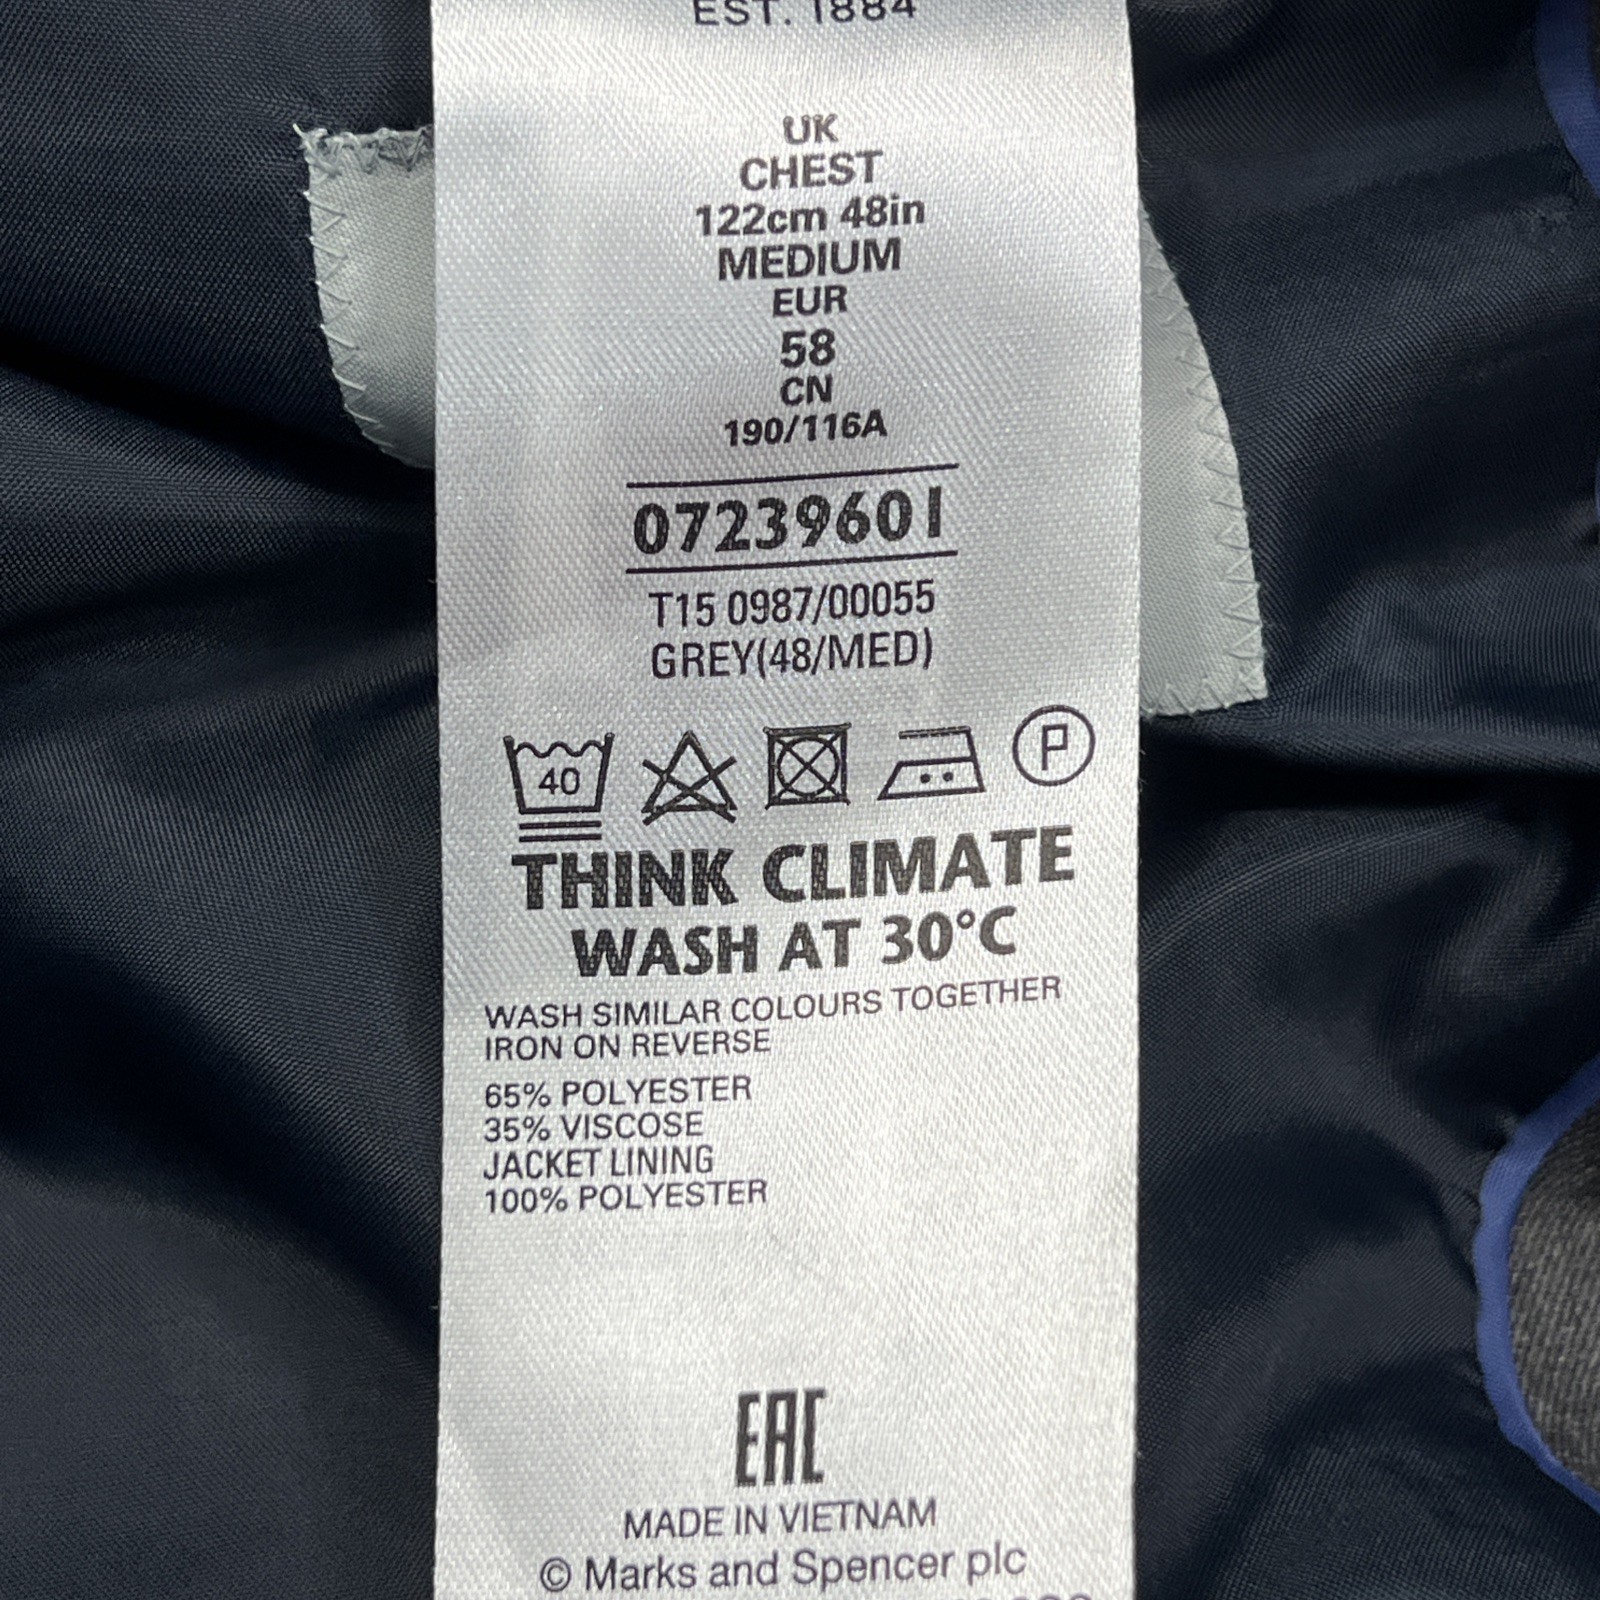 EST. 1884
UK
CHEST
122cm 48in
MEDIUM
EUR
58
CN
190/116A
07239601
T15 0987/00055
GREY(48/MED)
40
P
THINK CLIMATE
WASH AT 30°C
WASH SIMILAR COLOURS TOGETHER
IRON ON REVERSE
65% POLYESTER
35% VISCOSE
JACKET LINING
100% POLYESTER
EAC
MADE IN VIETNAM
© Marks and Spencer plc